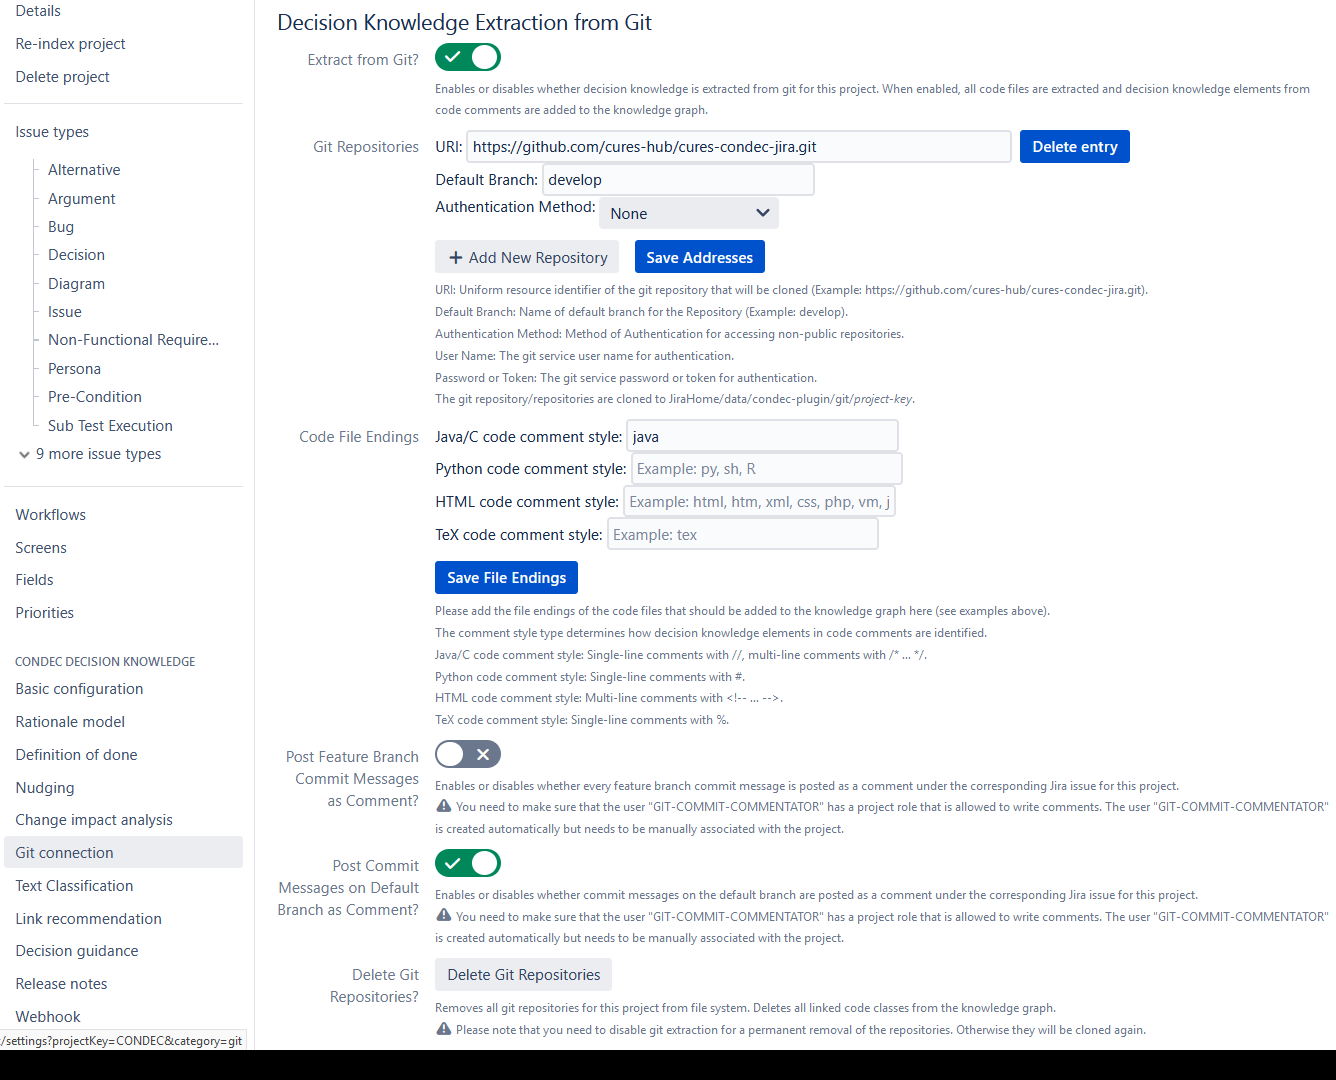 Details
Re-index project
Delete project
Issue types
Alternative
Argument
Bug
Decision
Diagram
Issue
Non-Functional Require...
Persona
Pre-Condition
Sub Test Execution
9 more issue types
Workflows
Screens
Fields
Priorities
CONDEC DECISION KNOWLEDGE
Basic configuration
Rationale model
Definition of done
Nudging
Change impact analysis
Git connection
Text Classification
Link recommendation
Decision guidance
Release notes
Webhook
:/settings?projectKey=CONDEC&category=git
Decision Knowledge Extraction from Git
Extract from Git?
Enables or disables whether decision knowledge is extracted from git for this project. When enabled, all code files are extracted and decision knowledge elements from
code comments are added to the knowledge graph.
Git Repositories
URI: https://github.com/cures-hub/cures-condec-jira.git Delete entry
Default Branch: develop
Authentication Method: None
+ Add New Repository Save Addresses
URI: Uniform resource identifier of the git repository that will be cloned (Example: https://github.com/cures-hub/cures-condec-jira.git).
Default Branch: Name of default branch for the Repository (Example: develop).
Authentication Method: Method of Authentication for accessing non-public repositories.
User Name: The git service user name for authentication.
Password or Token: The git service password or token for authentication.
The git repository/repositories are cloned to JiraHome/data/condec-plugin/git/project-key.
Code File Endings
Java/C code comment style: java
Python code comment style: Example: py, sh, R
HTML code comment style: Example: html, htm, xml, css, php, vm, j
TeX code comment style: Example: tex
Save File Endings
Please add the file endings of the code files that should be added to the knowledge graph here (see examples above).
The comment style type determines how decision knowledge elements in code comments are identified.
Java/C code comment style: Single-line comments with //, multi-line comments with /* ... */.
Python code comment style: Single-line comments with #.
HTML code comment style: Multi-line comments with <!-- ... -->.
TeX code comment style: Single-line comments with %.
Post Feature Branch
Commit Messages
as Comment?
Enables or disables whether every feature branch commit message is posted as a comment under the corresponding Jira issue for this project.
You need to make sure that the user "GIT-COMMIT-COMMENTATOR" has a project role that is allowed to write comments. The user "GIT-COMMIT-COMMENTATOR"
is created automatically but needs to be manually associated with the project.
Post Commit
Messages on Default
Branch as Comment?
Enables or disables whether commit messages on the default branch are posted as a comment under the corresponding Jira issue for this project.
You need to make sure that the user "GIT-COMMIT-COMMENTATOR" has a project role that is allowed to write comments. The user "GIT-COMMIT-COMMENTATOR"
is created automatically but needs to be manually associated with the project.
Delete Git
Repositories?
Delete Git Repositories
Removes all git repositories for this project from file system. Deletes all linked code classes from the knowledge graph.
Please note that you need to disable git extraction for a permanent removal of the repositories. Otherwise they will be cloned again.